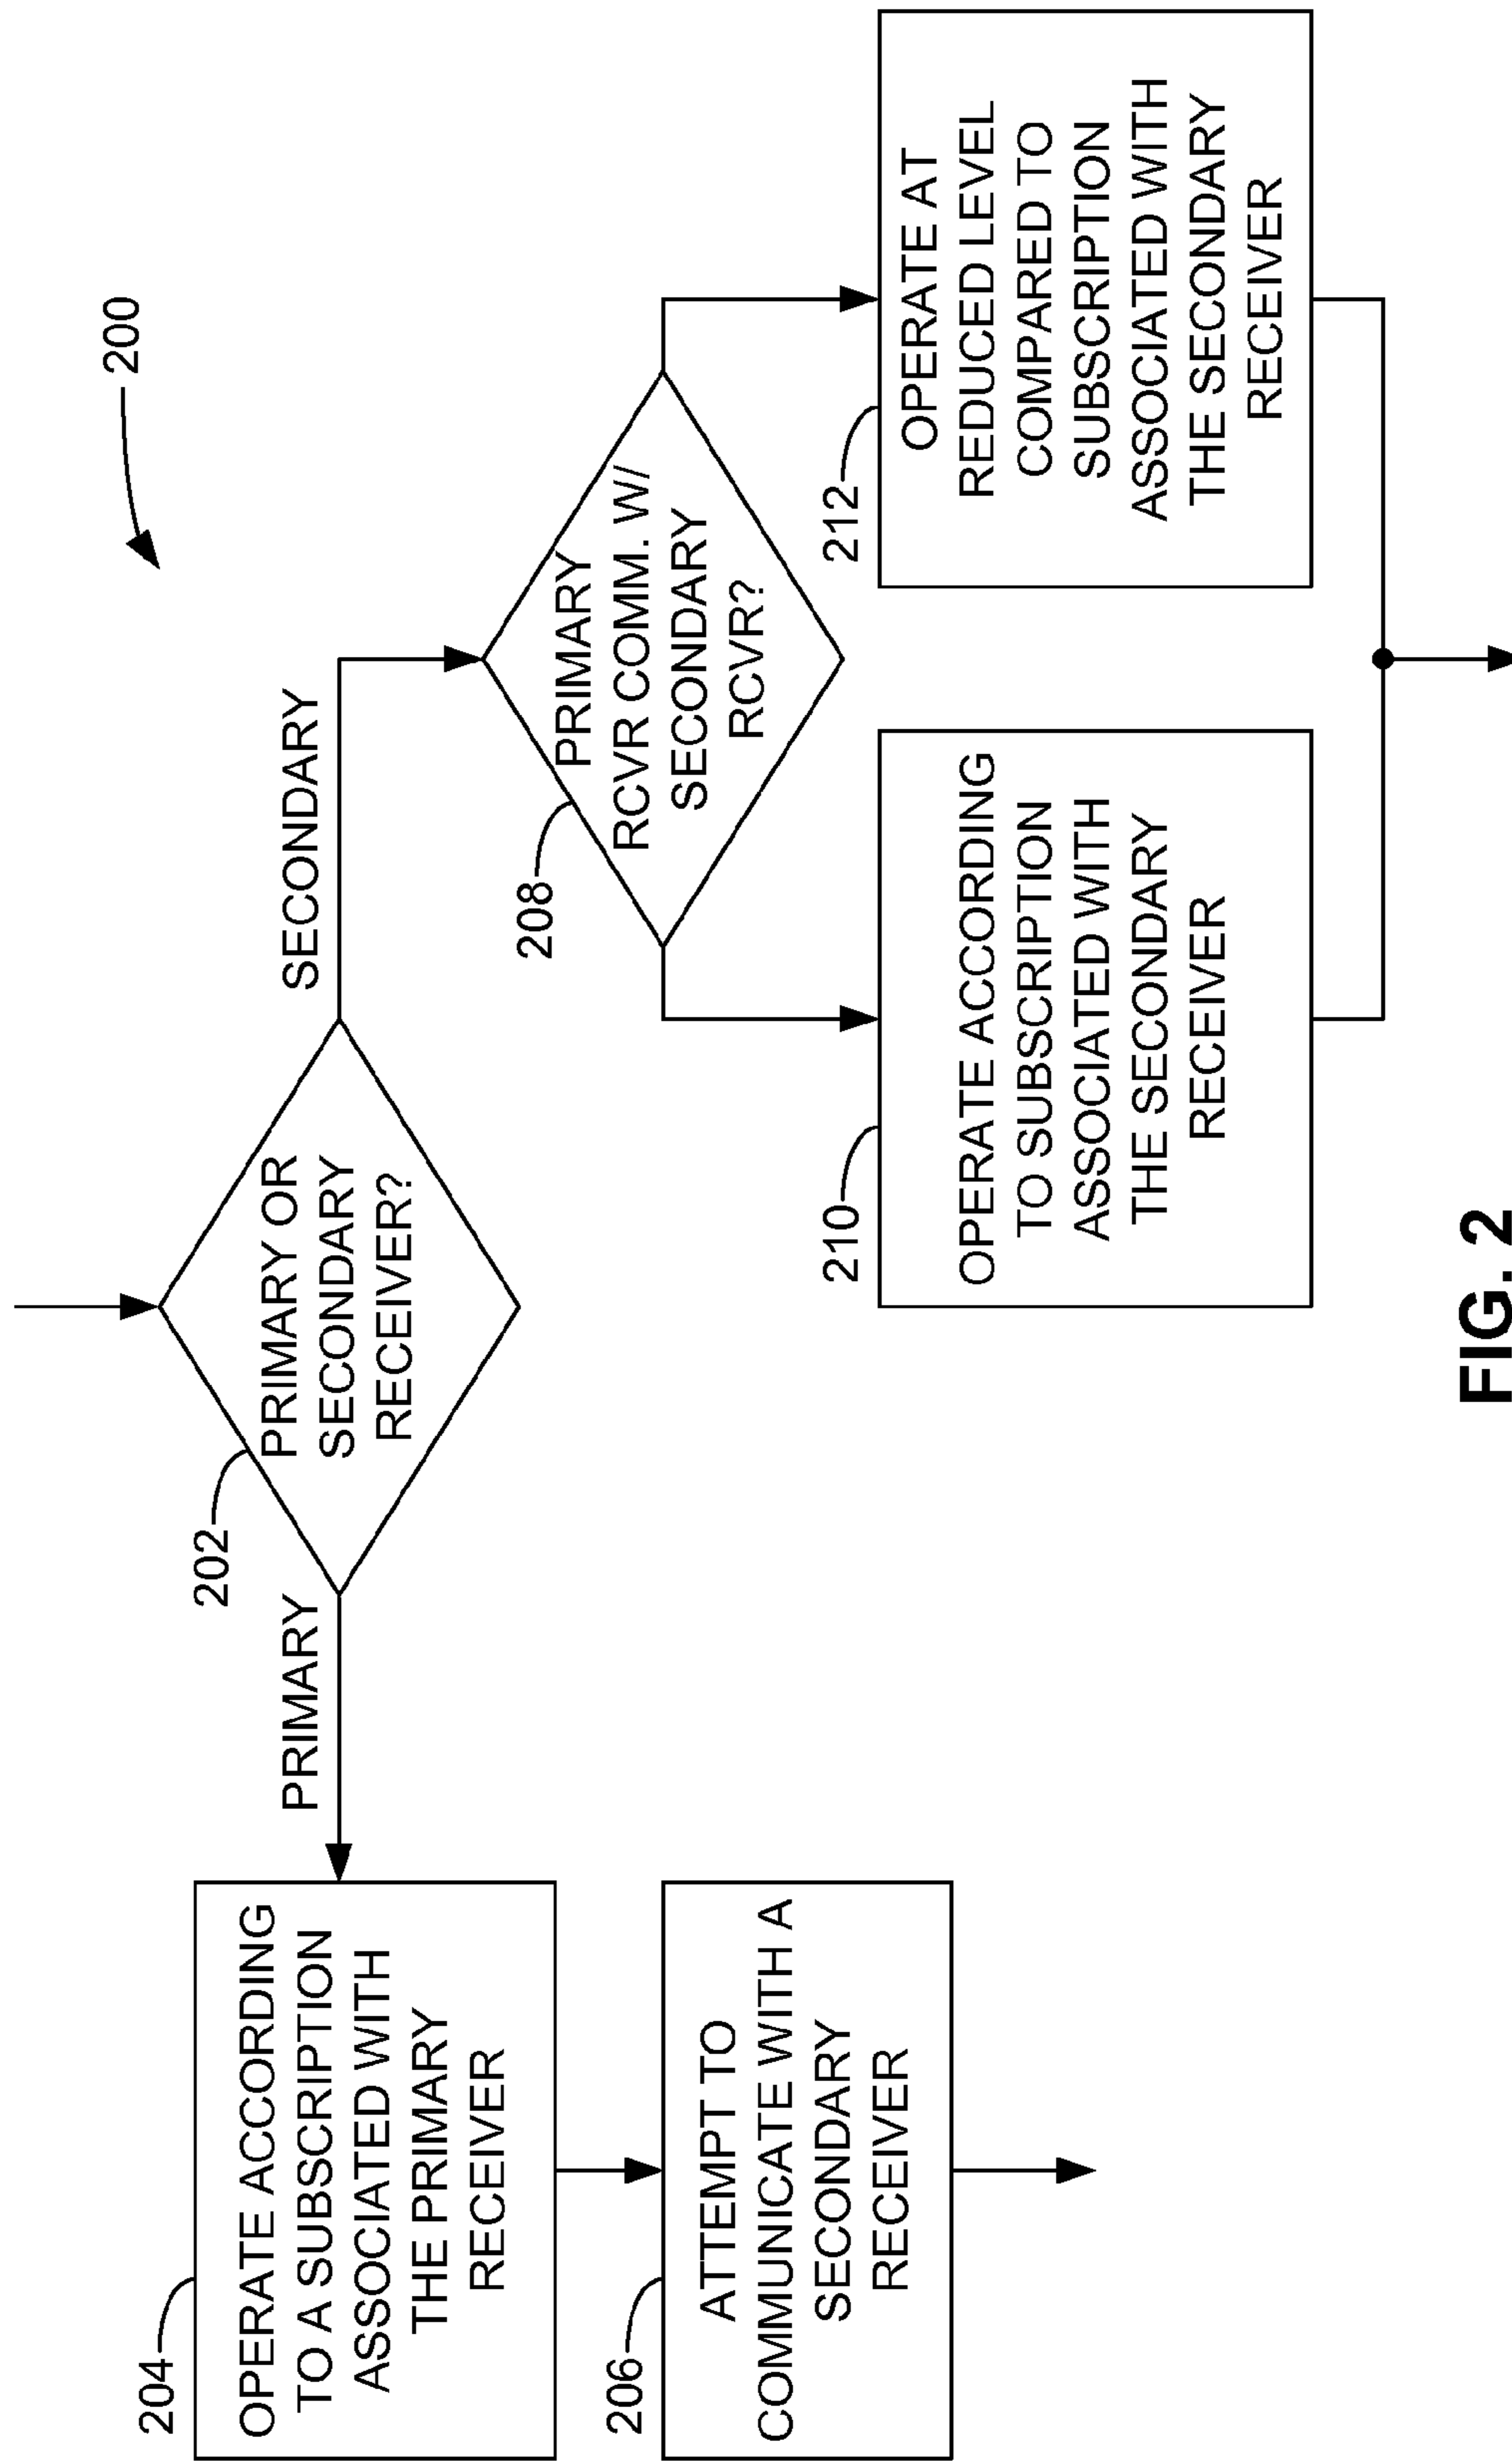 200
202
PRIMARY OR
SECONDARY
RECEIVER?
PRIMARY
SECONDARY
204
OPERATE ACCORDING
TO A SUBSCRIPTION
ASSOCIATED WITH
THE PRIMARY
RECEIVER
206
ATTEMPT TO
COMMUNICATE WITH A
SECONDARY
RECEIVER
208
PRIMARY
RCVR COMM. W/
SECONDARY
RCVR?
210
OPERATE ACCORDING
TO SUBSCRIPTION
ASSOCIATED WITH
THE SECONDARY
RECEIVER
212
OPERATE AT
REDUCED LEVEL
COMPARED TO
SUBSCRIPTION
ASSOCIATED WITH
THE SECONDARY
RECEIVER
FIG. 2